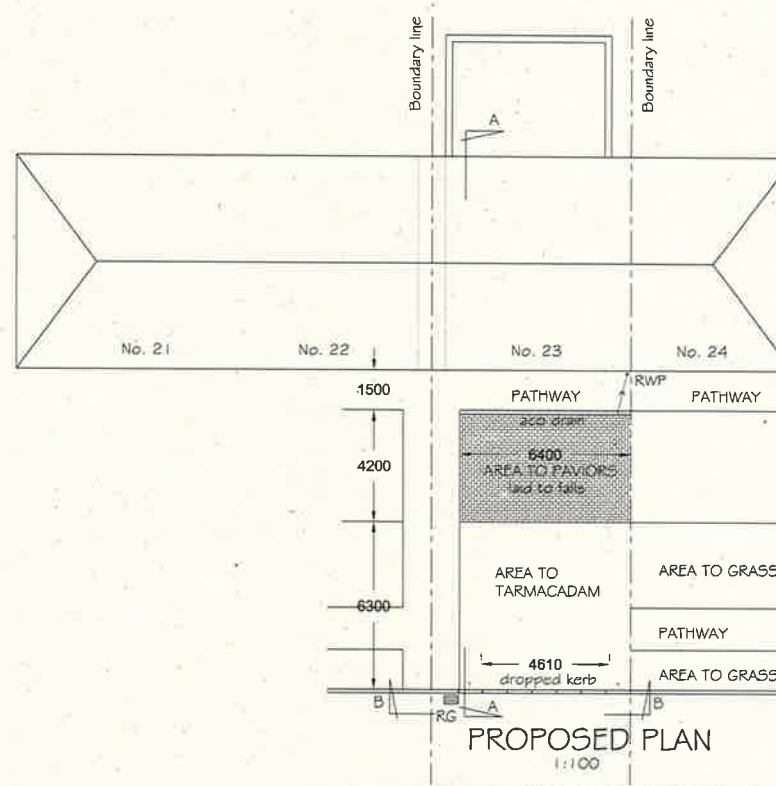 Boundary line
Boundary line
A
No. 21
No. 22
No. 23
No. 24
RWP
1500
PATHWAY
PATHWAY
aco drain
4200
6400
AREA TO PAVIORS
laid to falls
AREA TO
TARMACADAM
AREA TO GRASS
6300
PATHWAY
4610
dropped kerb
AREA TO GRASS
B
RG
A
B
PROPOSED PLAN
1:100